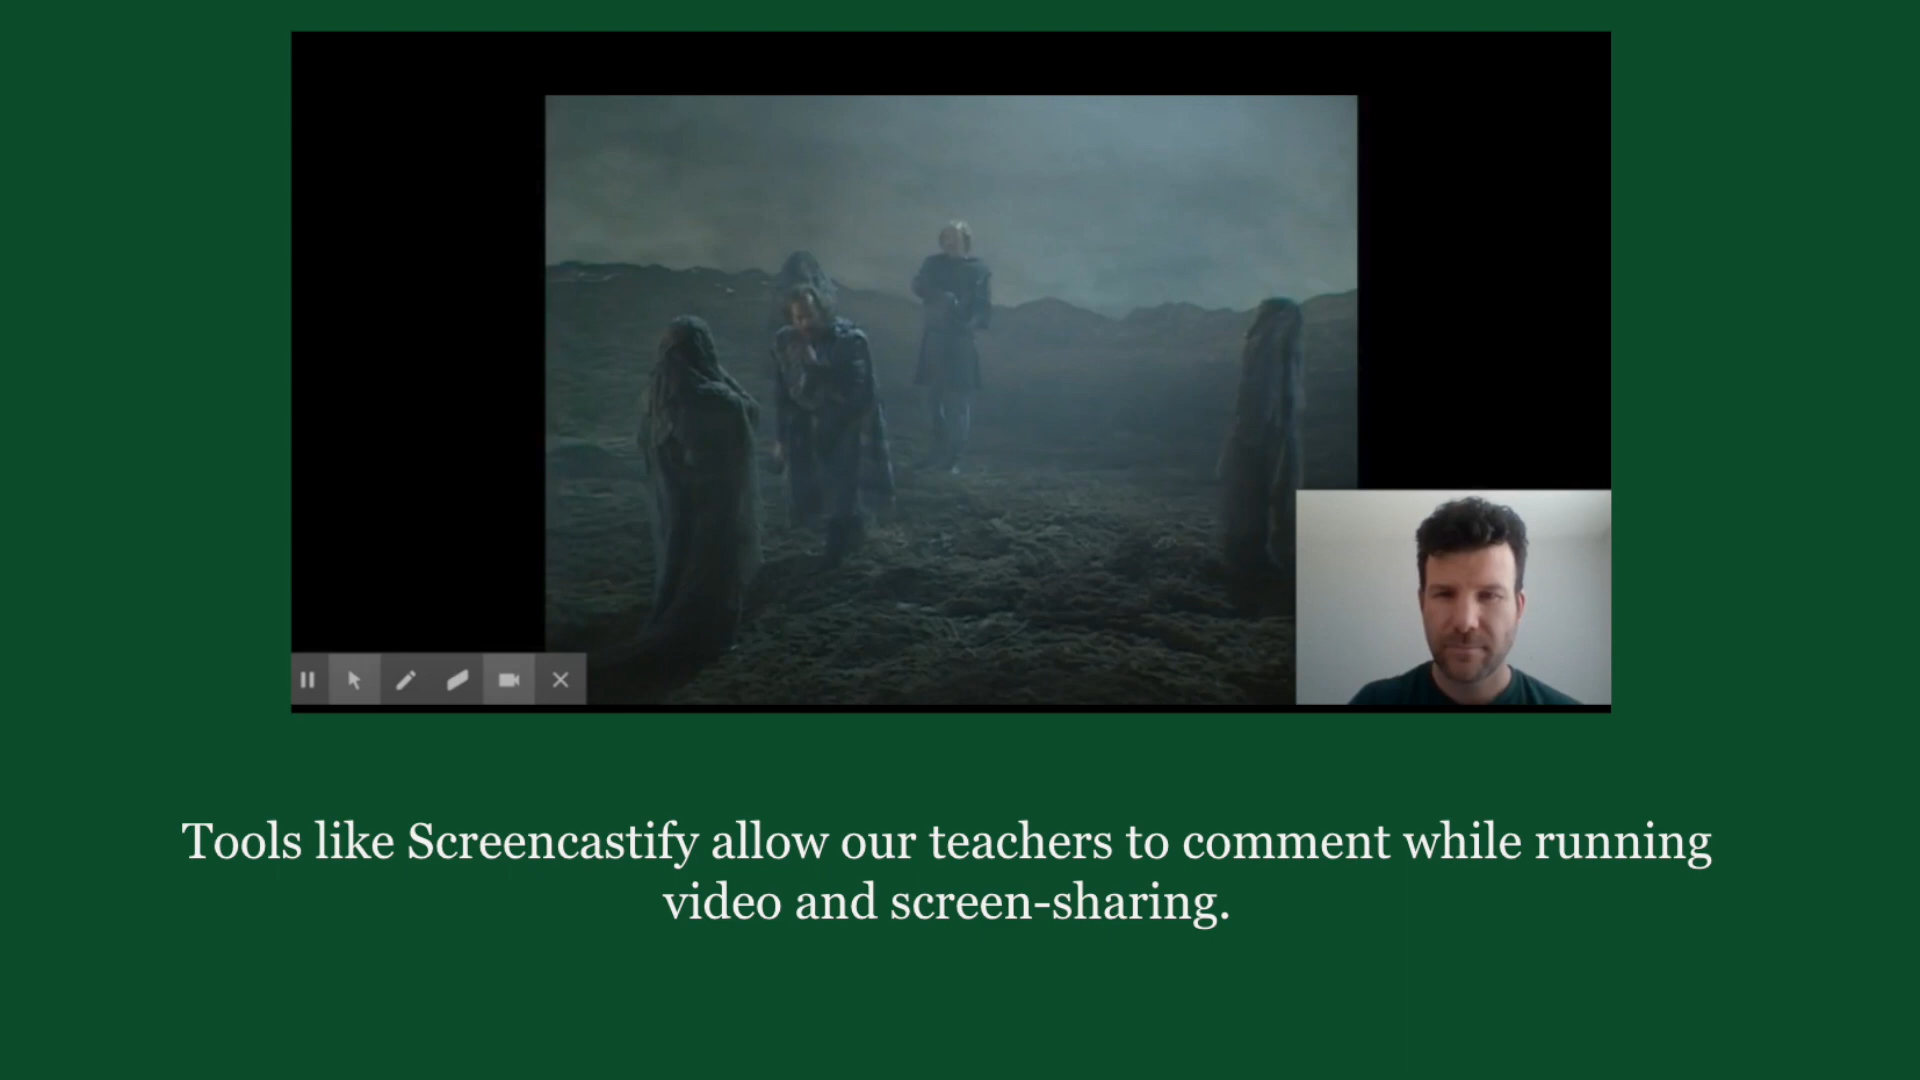 Tools like Screencastify allow our teachers to comment while running
video and screen-sharing.